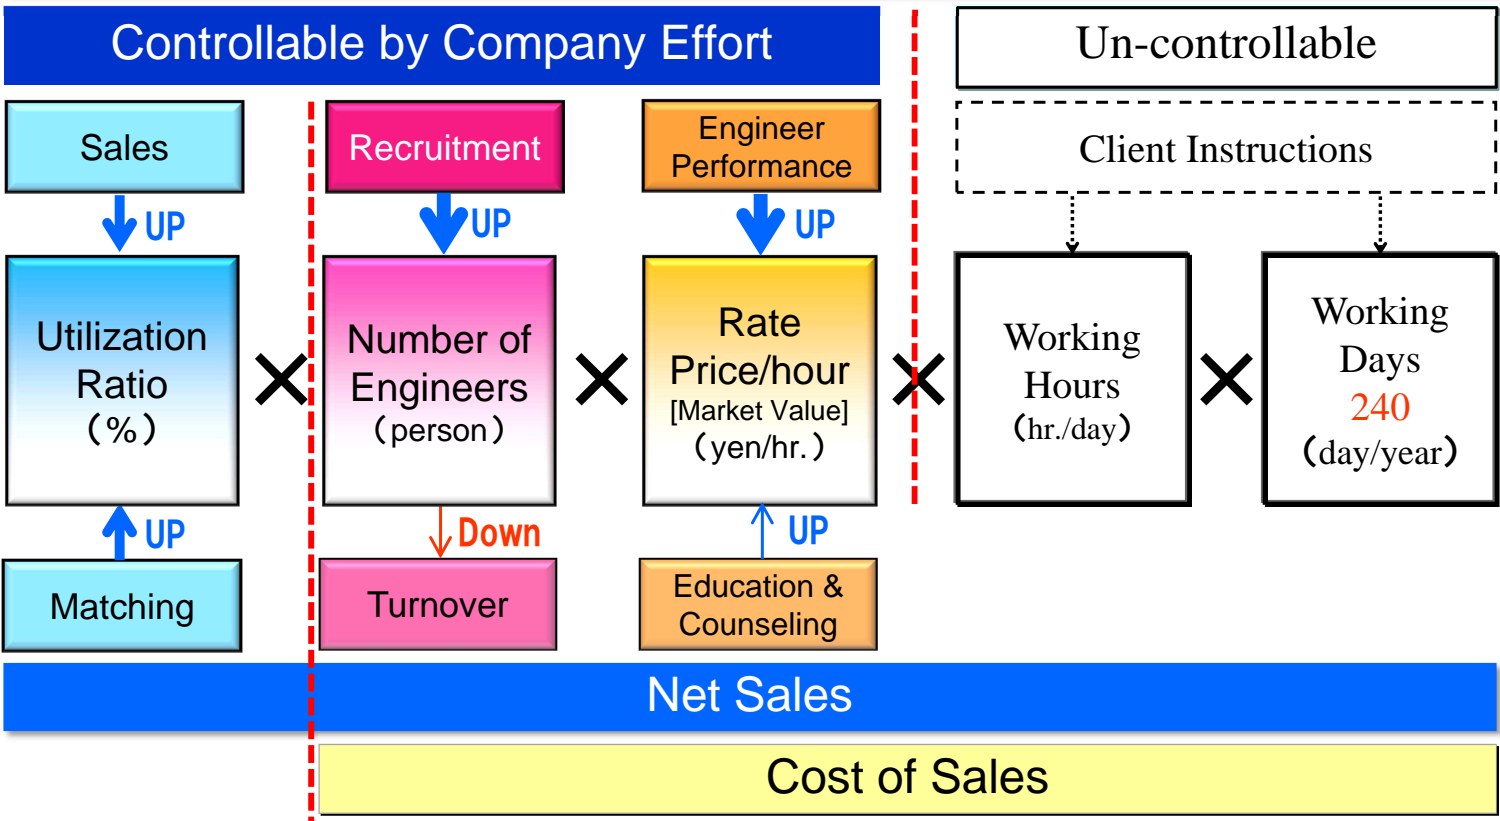 Controllable by Company Effort
Un-controllable
Sales
Recruitment
Engineer
Performance
Client Instructions
UP
UP
UP
Utilization
Ratio
(%)
×
Number of
Engineers
(person)
×
Rate
Price/hour
[Market Value]
(yen/hr.)
×
Working
Hours
(hr./day)
×
Working
Days
240
(day/year)
UP
Down
UP
Matching
Turnover
Education &
Counseling
Net Sales
Cost of Sales